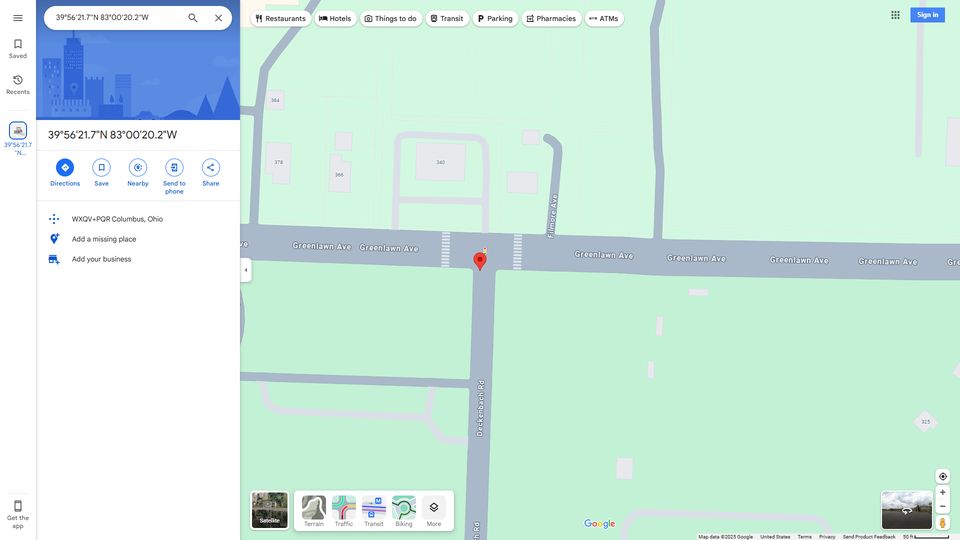 39°56'21.7"N 83°00'20.2"W
Restaurants
Hotels
Things to do
Transit
Parking
Pharmacies
ATMs
Sign in
Saved
Recents
39°56'21.7
"N...
39°56'21.7"N 83°00'20.2"W
Directions
Save
Nearby
Send to
phone
Share
WXQV+PQR Columbus, Ohio
Add a missing place
Add your business
Get the
app
384
378
366
340
325
Greenlawn Ave
Greenlawn Ave
Greenlawn Ave
Greenlawn Ave
Greenlawn Ave
Greenlawn Ave
Fillmore Ave
Deckenbach Rd
Satellite
Terrain
Traffic
Transit
Biking
More
Google
Map data ©2025 Google
United States
Terms
Privacy
Send Product Feedback
50 ft